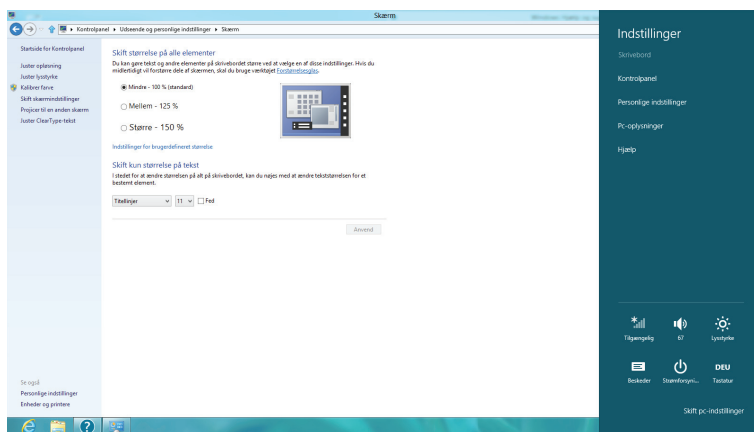 Skærm
Kontrolpanel ▸ Udseende og personlige indstillinger ▸ Skærm
Startside for Kontrolpanel
Juster opløsning
Juster lysstyrke
Kalibrer farve
Skift skærmindstillinger
Projicer til en anden skærm
Juster ClearType-tekst
Skift størrelse på alle elementer
Du kan gøre tekst og andre elementer på skrivebordet større ved at vælge en af disse indstillinger. Hvis du
midlertidigt vil forstørre dele af skærmen, skal du bruge værktøjet Forstørrelsesglas.
Mindre - 100 % (standard)
Mellem - 125 %
Større - 150 %
Indstillinger for brugerdefineret størrelse
Skift kun størrelse på tekst
I stedet for at ændre størrelsen på alt på skrivebordet, kan du nøjes med at ændre tekststørrelsen for et
bestemt element.
Titellinjer 11 Fed
Anvend
Se også
Personlige indstillinger
Enheder og printere
Indstillinger
Skrivebord
Kontrolpanel
Personlige indstillinger
Pc-oplysninger
Hjælp
Tilgængelig 67 Lysstyrke
DEU
Beskeder Strømforsyni... Tastatur
Skift pc-indstillinger